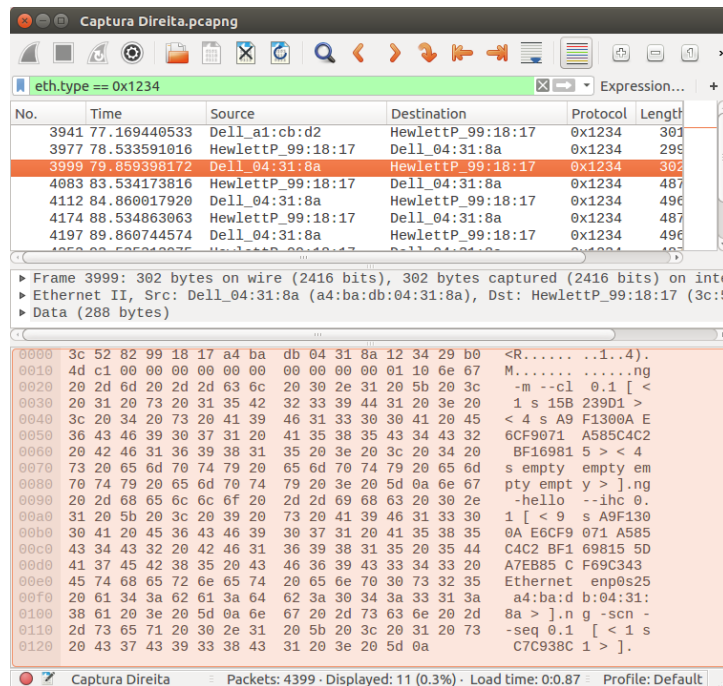 Captura Direita.pcapng
eth.type == 0x1234 Expression… +
No. Time Source Destination Protocol Length
3941 77.169440533 Dell_a1:cb:d2 HewlettP_99:18:17 0x1234 301
3977 78.533591016 HewlettP_99:18:17 Dell_04:31:8a 0x1234 299
3999 79.859398172 Dell_04:31:8a HewlettP_99:18:17 0x1234 302
4083 83.534173816 HewlettP_99:18:17 Dell_04:31:8a 0x1234 487
4112 84.860017920 Dell_04:31:8a HewlettP_99:18:17 0x1234 496
4174 88.534863063 HewlettP_99:18:17 Dell_04:31:8a 0x1234 487
4197 89.860744574 Dell_04:31:8a HewlettP_99:18:17 0x1234 496
Frame 3999: 302 bytes on wire (2416 bits), 302 bytes captured (2416 bits) on inte
Ethernet II, Src: Dell_04:31:8a (a4:ba:db:04:31:8a), Dst: HewlettP_99:18:17 (3c:5
Data (288 bytes)
0000 3c 52 82 99 18 17 a4 ba db 04 31 8a 12 34 29 b0 <R...... ..1..4).
0010 4d c1 00 00 00 00 00 00 00 00 00 00 01 10 6e 67 M....... ......ng
0020 20 2d 6d 20 2d 2d 63 6c 20 30 2e 31 20 5b 20 3c -m --cl 0.1 [ <
0030 20 31 20 73 20 31 35 42 32 33 39 44 31 20 3e 20 1 s 15B 239D1 >
0040 3c 20 34 20 73 20 41 39 46 31 33 30 30 41 20 45 < 4 s A9 F1300A E
0050 36 43 46 39 30 37 31 20 41 35 38 35 43 34 43 32 6CF9071 A585C4C2
0060 20 42 46 31 36 39 38 31 35 20 3e 20 3c 20 34 20 BF16981 5 > < 4
0070 73 20 65 6d 70 74 79 20 65 6d 70 74 79 20 65 6d s empty empty em
0080 70 74 79 20 65 6d 70 74 79 20 3e 20 5d 0a 6e 67 pty empt y > ].ng
0090 20 2d 68 65 6c 6c 6f 20 2d 2d 69 68 63 20 30 2e -hello --ihc 0.
00a0 31 20 5b 20 3c 20 39 20 73 20 41 39 46 31 33 30 1 [ < 9 s A9F130
00b0 30 41 20 45 36 43 46 39 30 37 31 20 41 35 38 35 0A E6CF9 071 A585
00c0 43 34 43 32 20 42 46 31 36 39 38 31 35 20 35 44 C4C2 BF1 69815 5D
00d0 41 37 45 42 38 35 20 43 46 36 39 43 33 34 33 20 A7EB85 C F69C343
00e0 45 74 68 65 72 6e 65 74 20 65 6e 70 30 73 32 35 Ethernet enp0s25
00f0 20 61 34 3a 62 61 3a 64 62 3a 30 34 3a 33 31 3a a4:ba:d b:04:31:
0100 38 61 20 3e 20 5d 0a 6e 67 20 2d 73 63 6e 20 2d 8a > ].n g -scn -
0110 2d 73 65 71 20 30 2e 31 20 5b 20 3c 20 31 20 73 -seq 0.1 [ < 1 s
0120 20 43 37 43 39 33 38 43 31 20 3e 20 5d 0a C7C938C 1 > ].
Captura Direita Packets: 4399 · Displayed: 11 (0.3%) · Load time: 0:0.87 Profile: Default